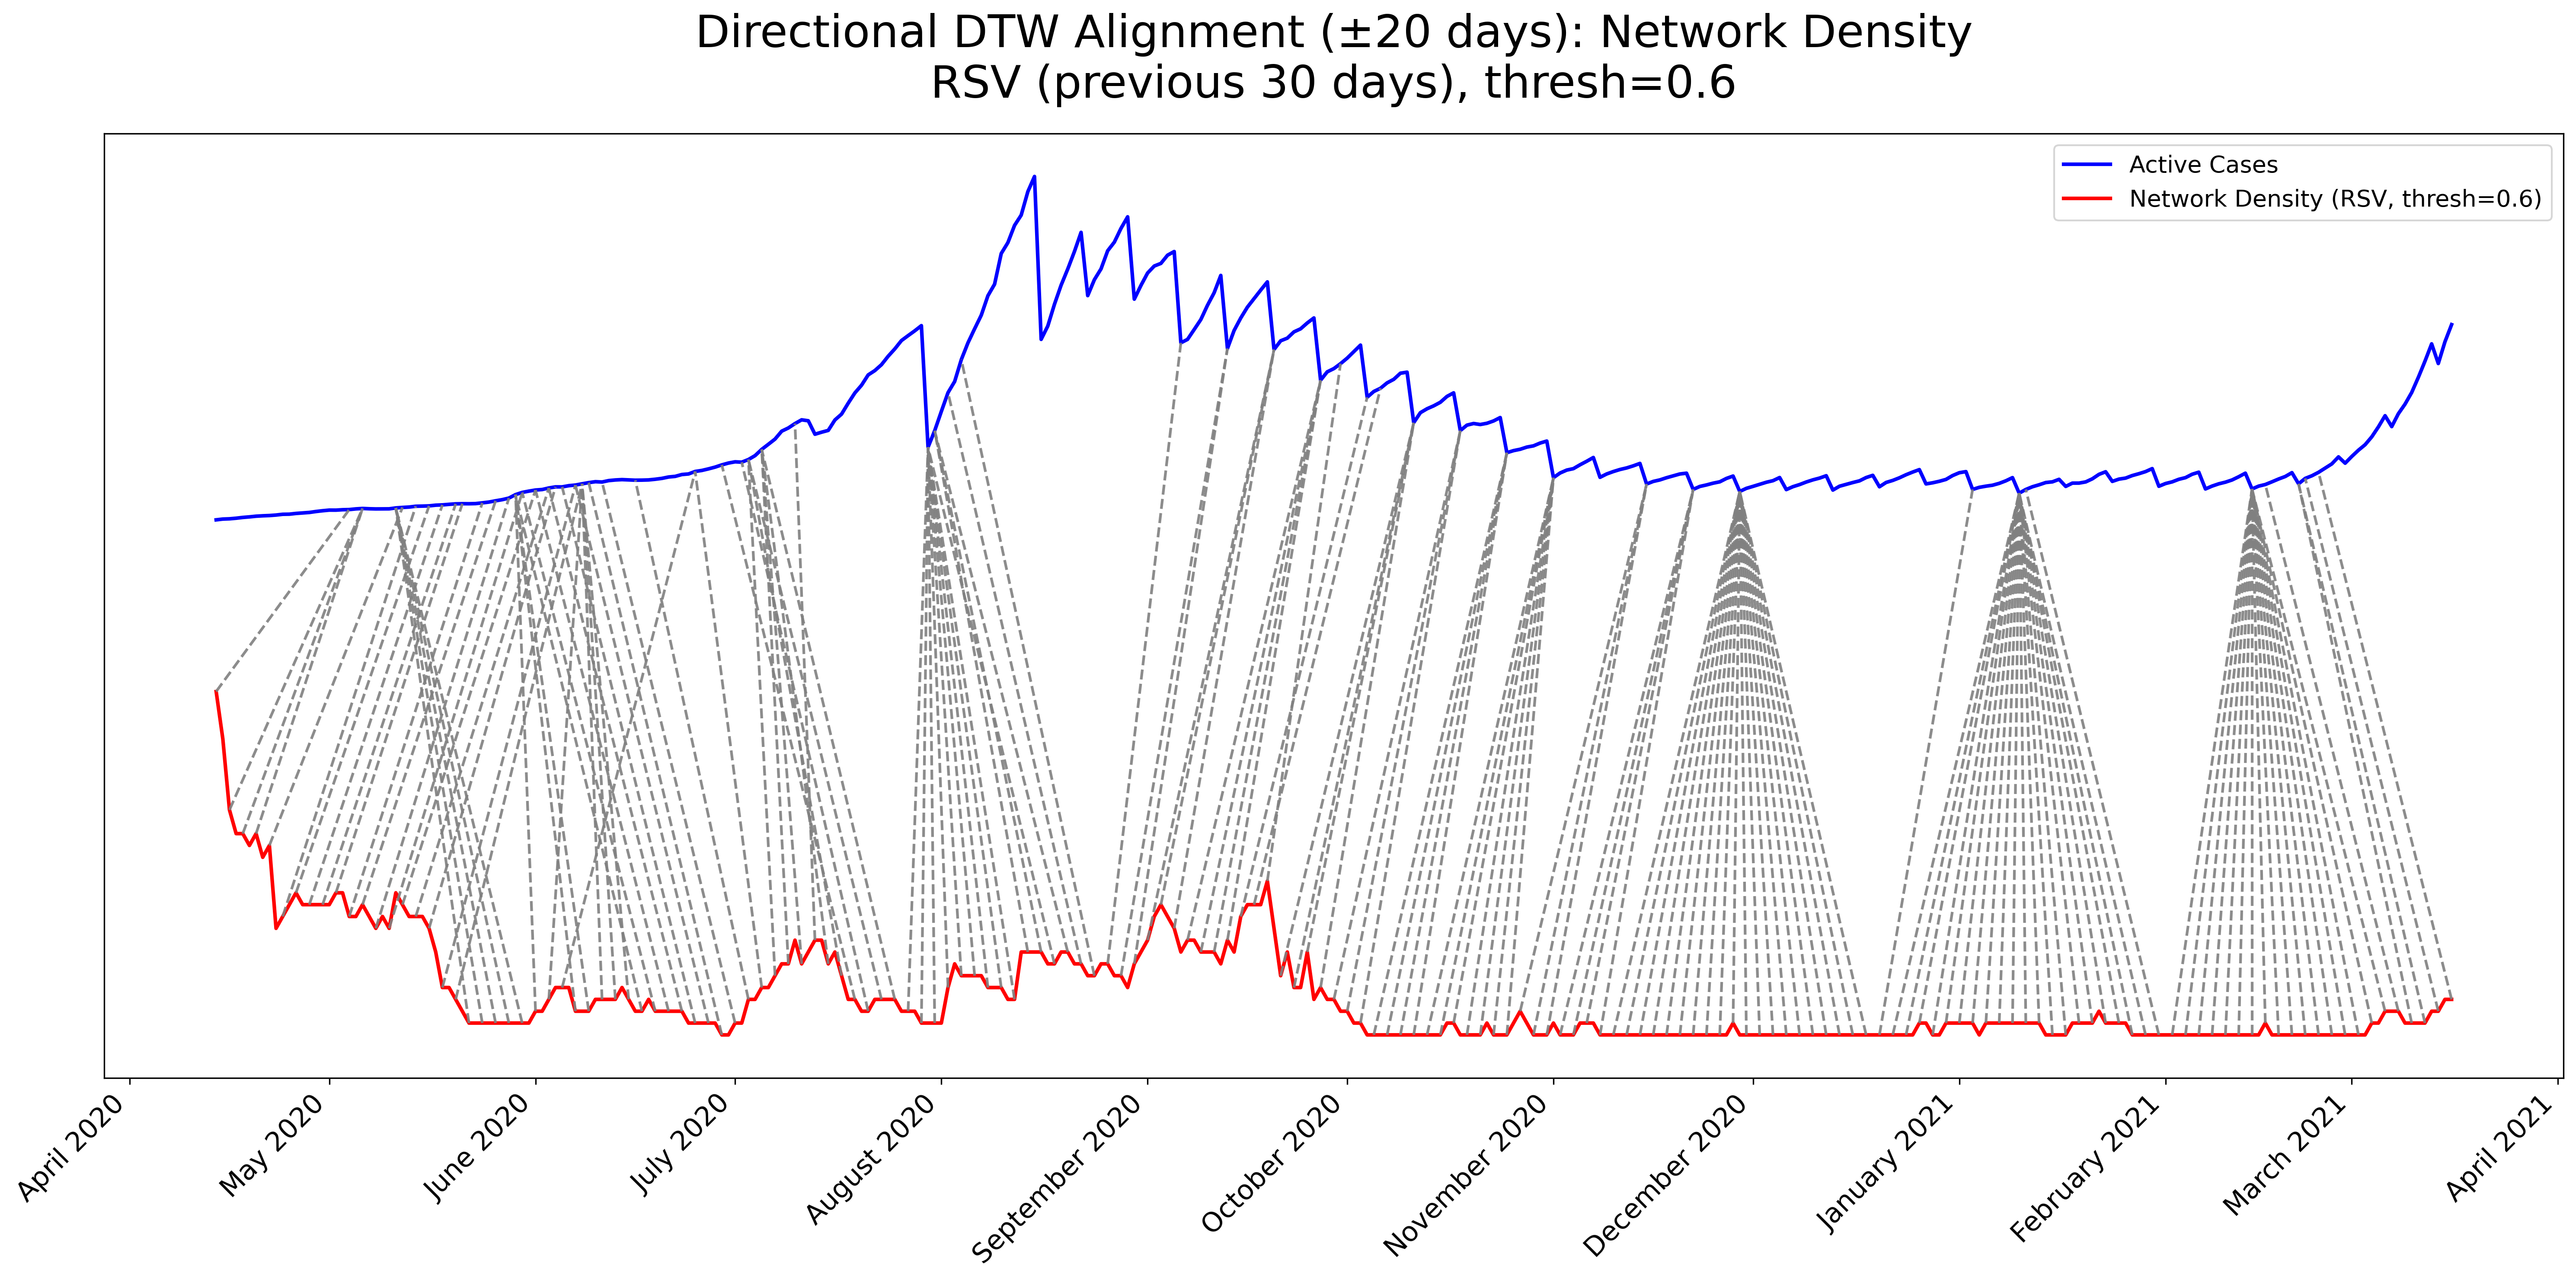 Directional DTW Alignment (±20 days): Network Density
RSV (previous 30 days), thresh=0.6
Active Cases
Network Density (RSV, thresh=0.6)
April 2020
May 2020
June 2020
July 2020
August 2020
September 2020
October 2020
November 2020
December 2020
January 2021
February 2021
March 2021
April 2021